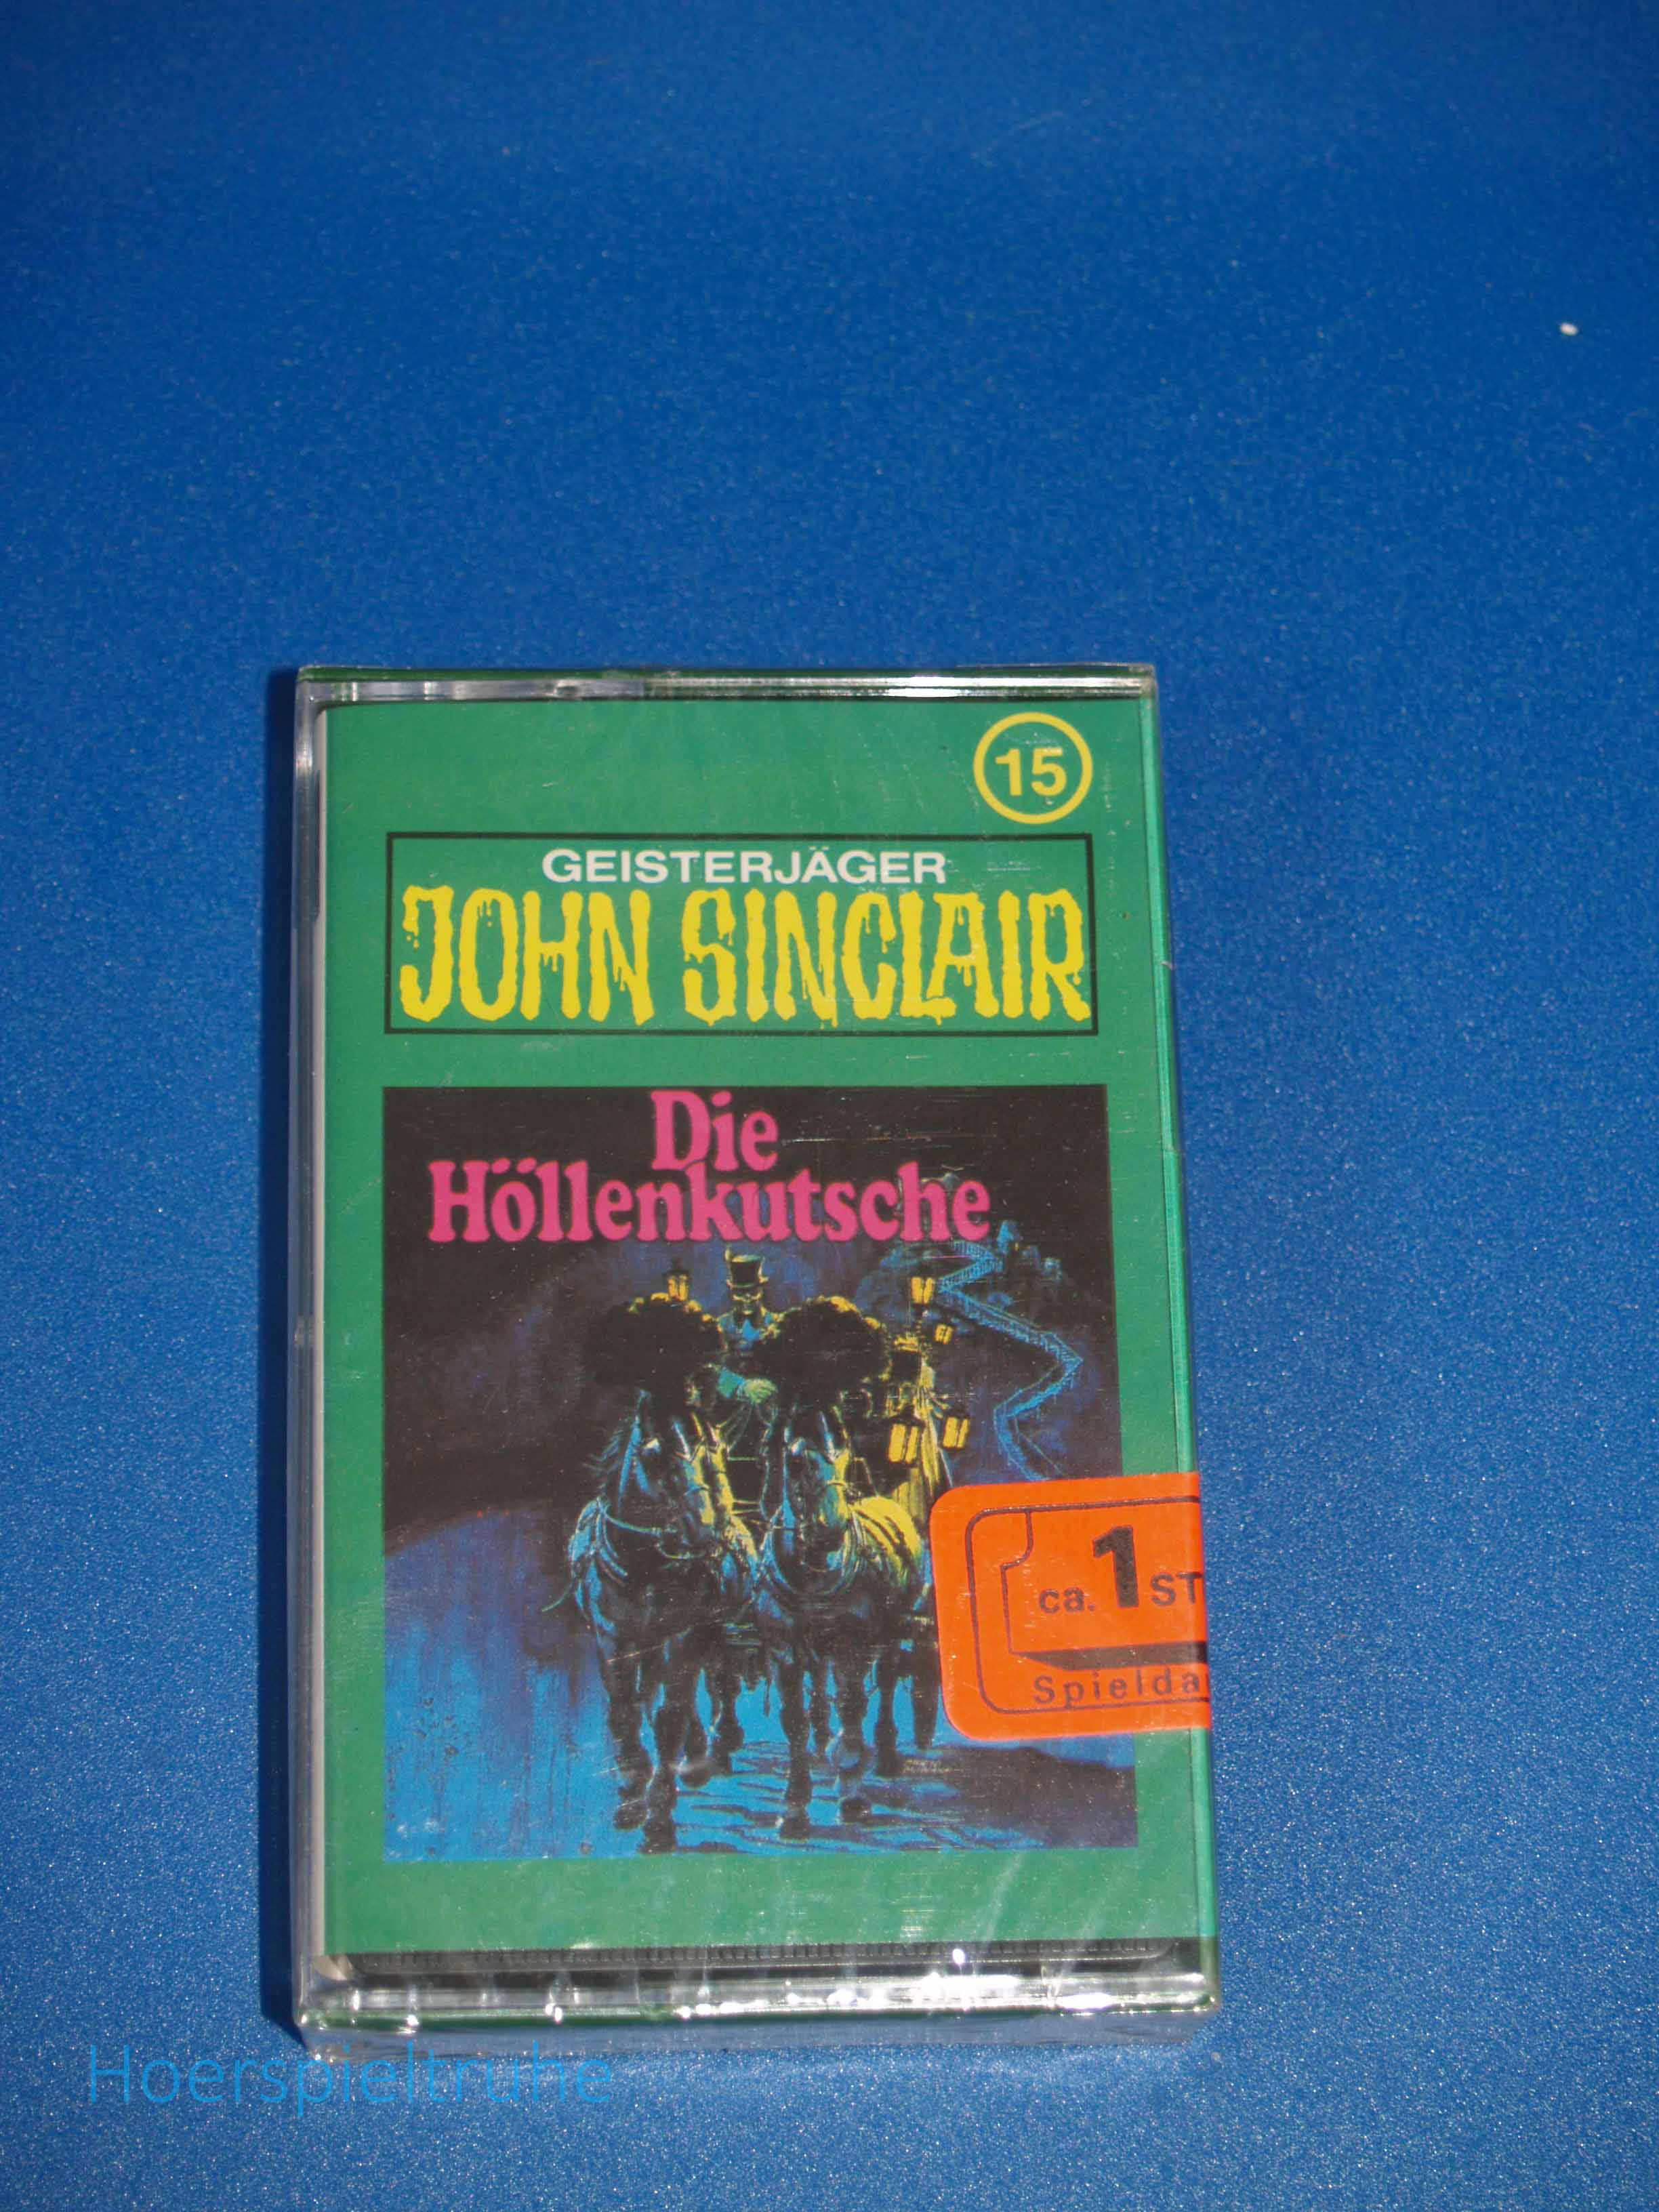 15
GEISTERJÄGER
JOHN SINCLAIR
Die
Höllenkutsche
ca. 1 ST
Spielda
Hoerspieltruhe